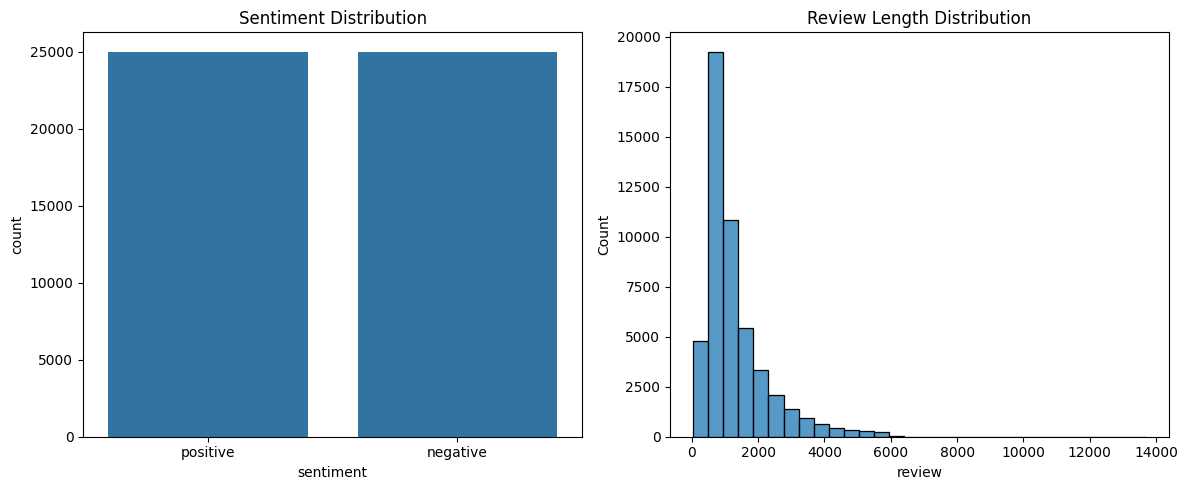 Sentiment Distribution
25000
20000
15000
10000
5000
0
count
positive
negative
sentiment
Review Length Distribution
20000
17500
15000
12500
10000
7500
5000
2500
0
Count
0
2000
4000
6000
8000
10000
12000
14000
review